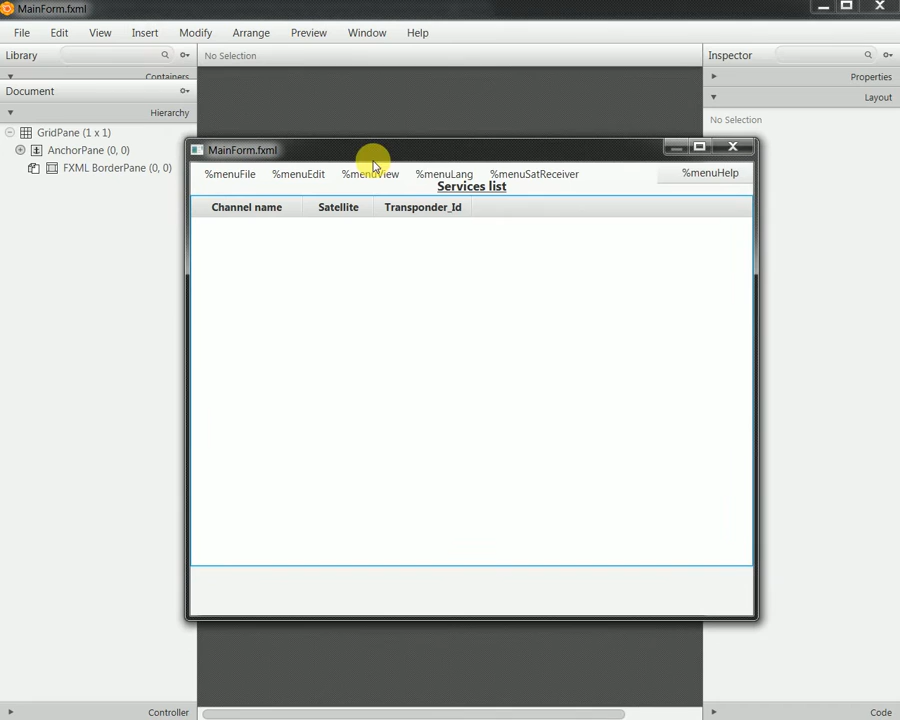 MainForm.fxml
File Edit View Insert Modify Arrange Preview Window Help
Library
No Selection
Inspector
Containers
Properties
Document
Layout
Hierarchy
No Selection
GridPane (1 x 1)
AnchorPane (0, 0)
FXML BorderPane (0, 0)
MainForm.fxml
%menuFile %menuEdit %menuView %menuLang %menuSatReceiver %menuHelp
Services list
Channel name Satellite Transponder_Id
Controller
Code